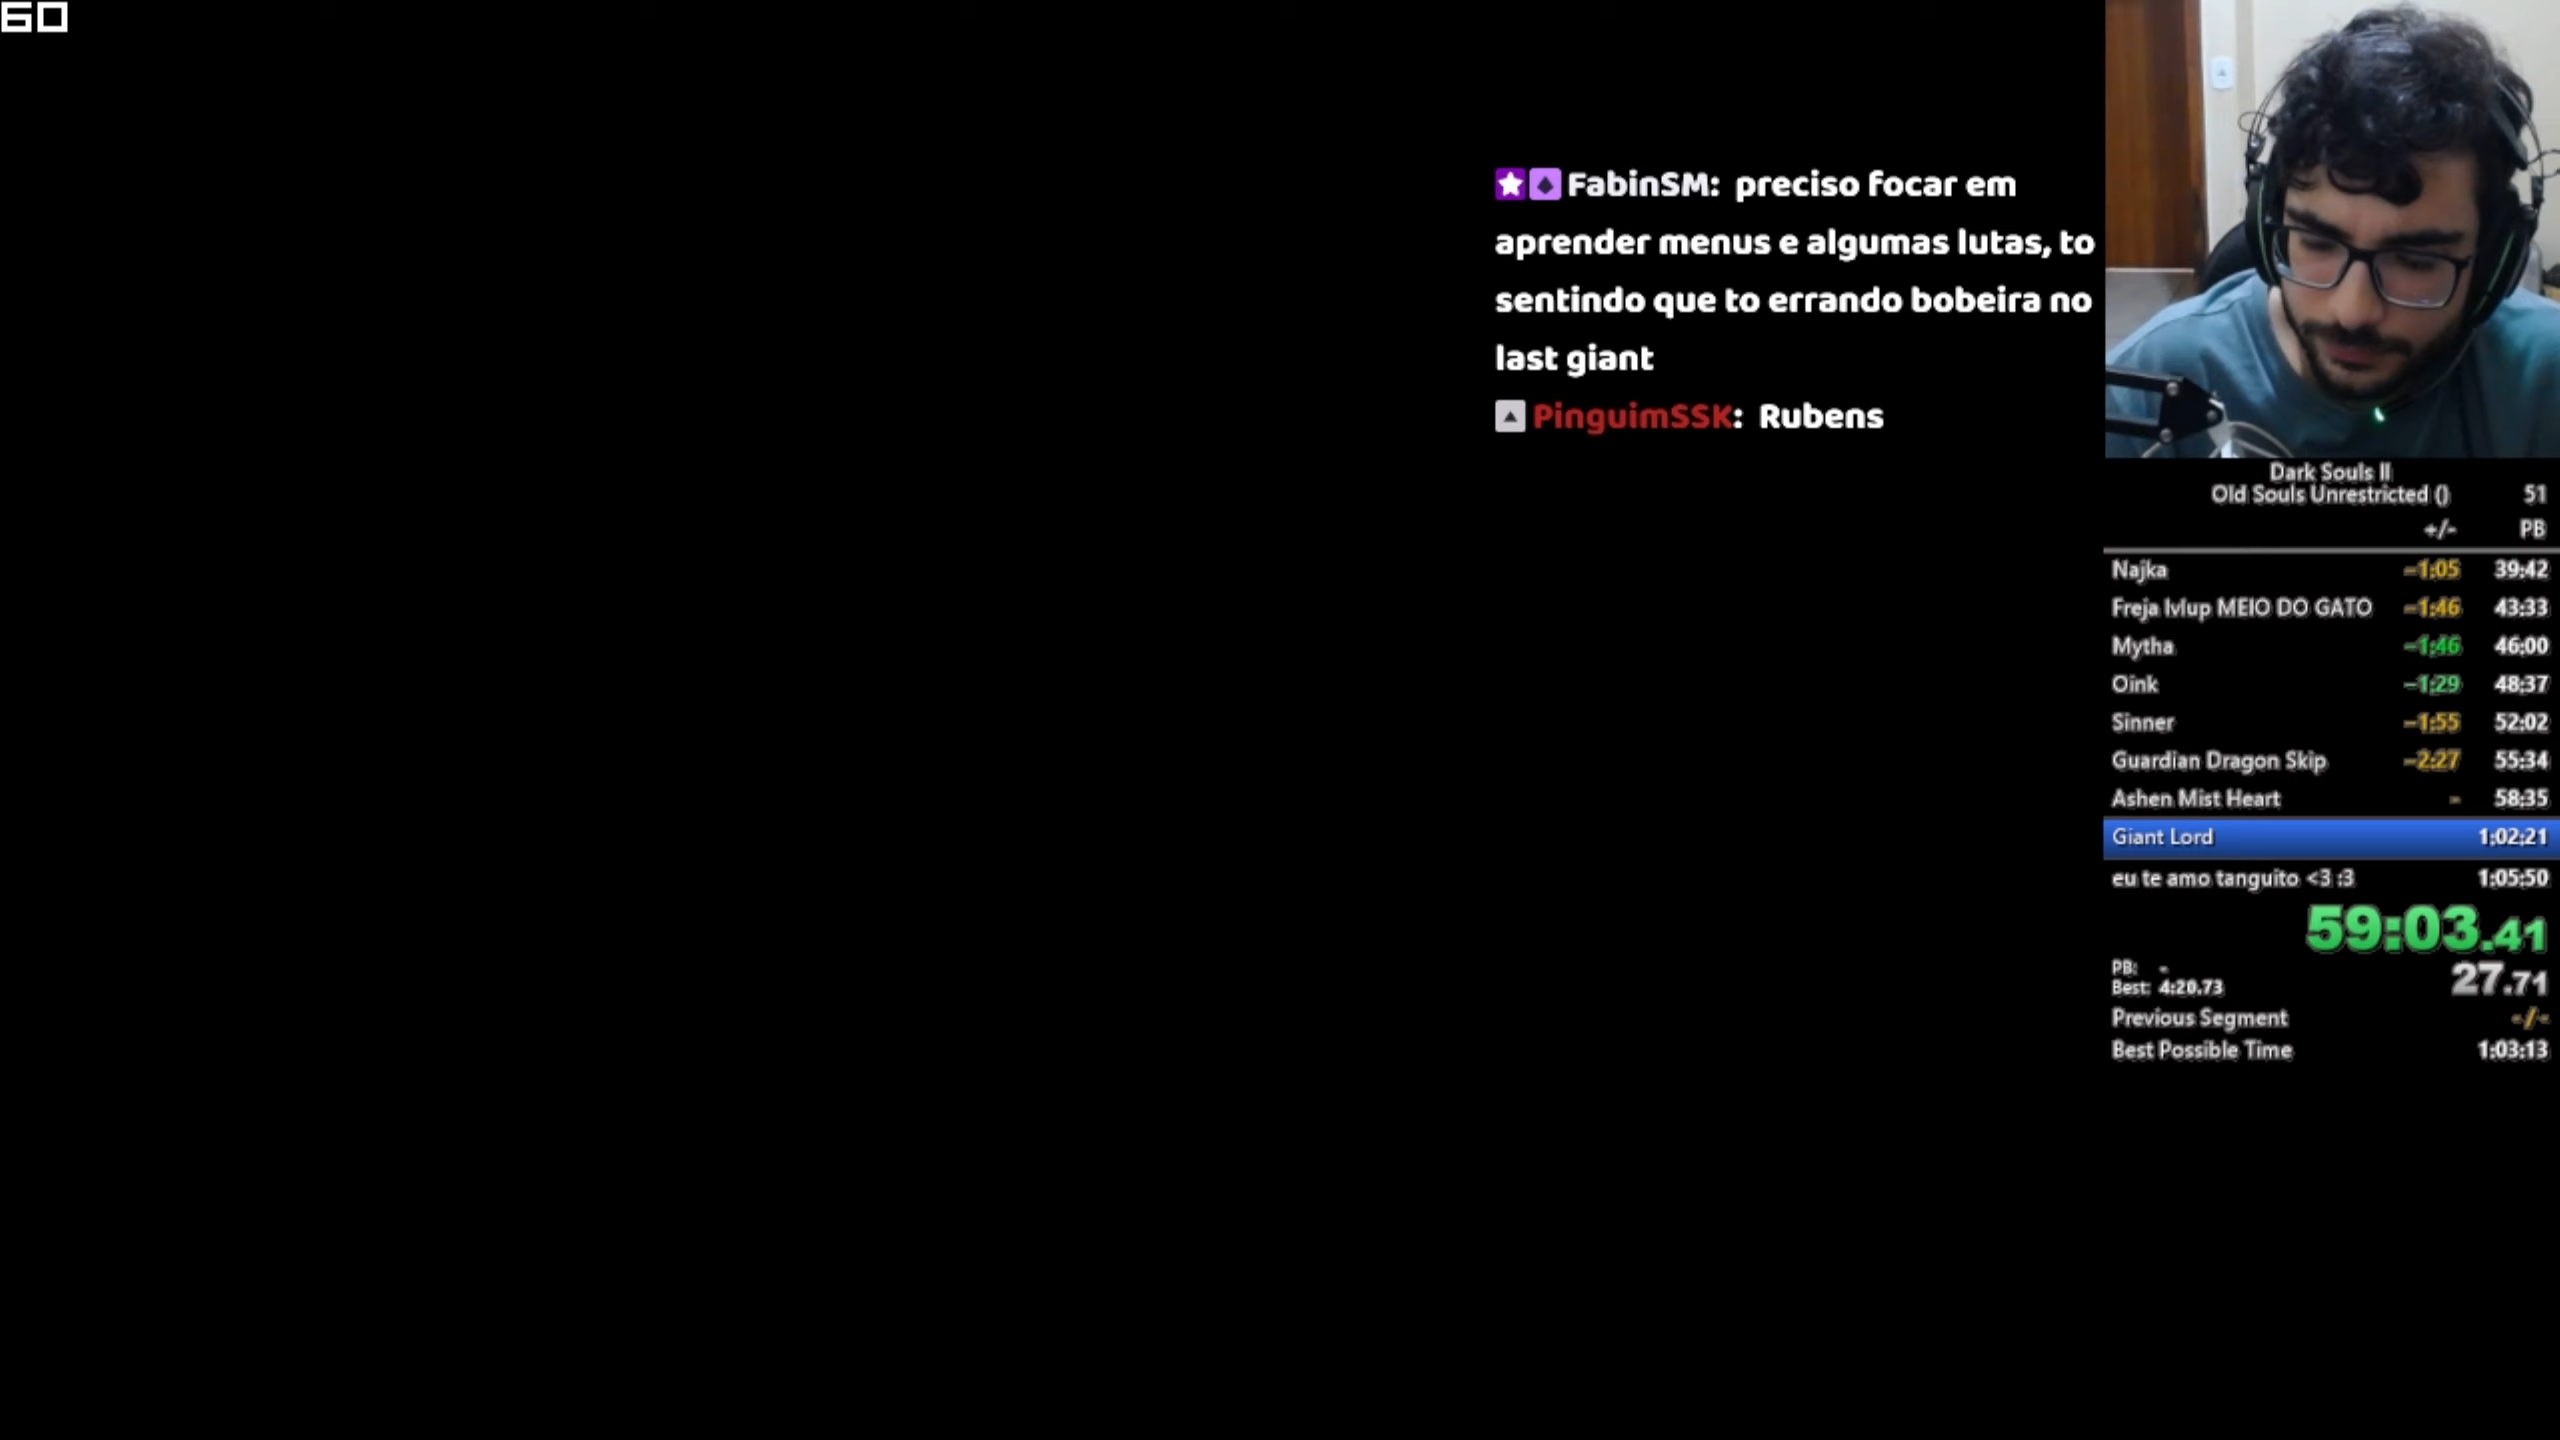 60
FabinSM: preciso focar em
aprender menus e algumas lutas, to
sentindo que to errando bobeira no
last giant
PinguimSSK: Rubens
Dark Souls II
Old Souls Unrestricted () 51
+/- PB
Najka -1:05 39:42
Freja lvlup MEIO DO GATO -1:46 43:33
Mytha -1:46 46:00
Oink -1:29 48:37
Sinner -1:55 52:02
Guardian Dragon Skip -2:27 55:34
Ashen Mist Heart - 58:35
Giant Lord 1:02:21
eu te amo tanguito <3 :3 1:05:50
59:03.41
PB: -
Best: 4:20.73 27.71
Previous Segment -/-
Best Possible Time 1:03:13